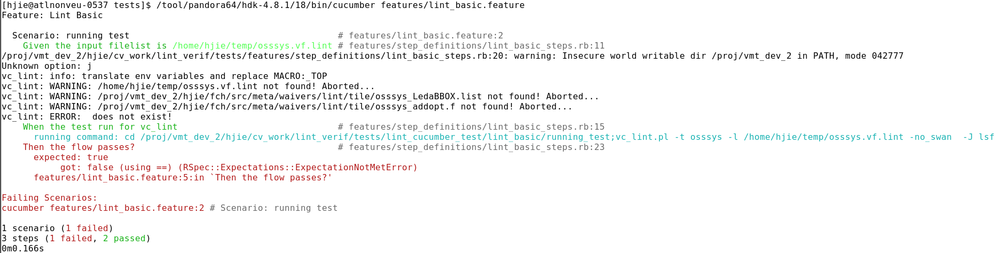 [hjie@atlnonveu-0537 tests]$ /tool/pandora64/hdk-4.8.1/18/bin/cucumber features/lint_basic.feature
Feature: Lint Basic
  Scenario: running test                                       # features/lint_basic.feature:2
    Given the input filelist is /home/hjie/temp/osssys.vf.lint # features/step_definitions/lint_basic_steps.rb:11
/proj/vmt_dev_2/hjie/cv_work/lint_verif/tests/features/step_definitions/lint_basic_steps.rb:20: warning: Insecure world writable dir /proj/vmt_dev_2 in PATH, mode 042777
Unknown option: j
vc_lint: info: translate env variables and replace MACRO:_TOP
vc_lint: WARNING: /home/hjie/temp/osssys.vf.lint not found! Aborted...
vc_lint: WARNING: /proj/vmt_dev_2/hjie/fch/src/meta/waivers/lint/tile/osssys_LedaBBOX.list not found! Aborted...
vc_lint: WARNING: /proj/vmt_dev_2/hjie/fch/src/meta/waivers/lint/tile/osssys_addopt.f not found! Aborted...
vc_lint: ERROR:  does not exist!
    When the test run for vc_lint                              # features/step_definitions/lint_basic_steps.rb:15
      running command: cd /proj/vmt_dev_2/hjie/cv_work/lint_verif/tests/lint_cucumber_test/lint_basic/running_test;vc_lint.pl -t osssys -l /home/hjie/temp/osssys.vf.lint -no_swan  -J lsf
    Then the flow passes?                                      # features/step_definitions/lint_basic_steps.rb:23
      expected: true
           got: false (using ==) (RSpec::Expectations::ExpectationNotMetError)
      features/lint_basic.feature:5:in `Then the flow passes?'
Failing Scenarios:
cucumber features/lint_basic.feature:2 # Scenario: running test
1 scenario (1 failed)
3 steps (1 failed, 2 passed)
0m0.166s